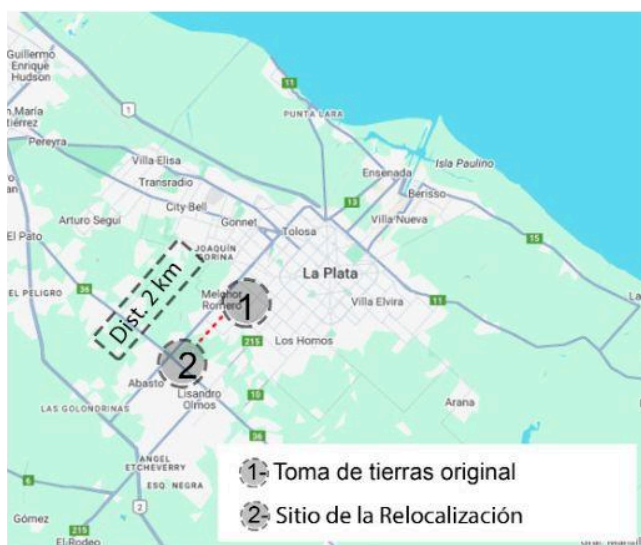 Guillermo
Enrique
Hudson
1
11
PUNTA LARA
María
Pereyra
Villa Elisa
Transradio
Ensenada
Isla Paulino
City Bell
Gonnet
13
Berisso
Arturo Seguí
Tolosa
Villa Nueva
El Pato
JOAQUÍN
GORINA
15
La Plata
EL PELIGRO
36
Dist. 2 km
Melchor
Romero
1
Villa Elvira
11
215
Los Hornos
2
Abasto
Lisandro
Olmos
10
LAS GOLONDRINAS
Arana
36
ANGEL
ETCHEVERRY
ESQ. NEGRA
6
2
Gómez
215
El Rodeo
1- Toma de tierras original
2- Sitio de la Relocalización